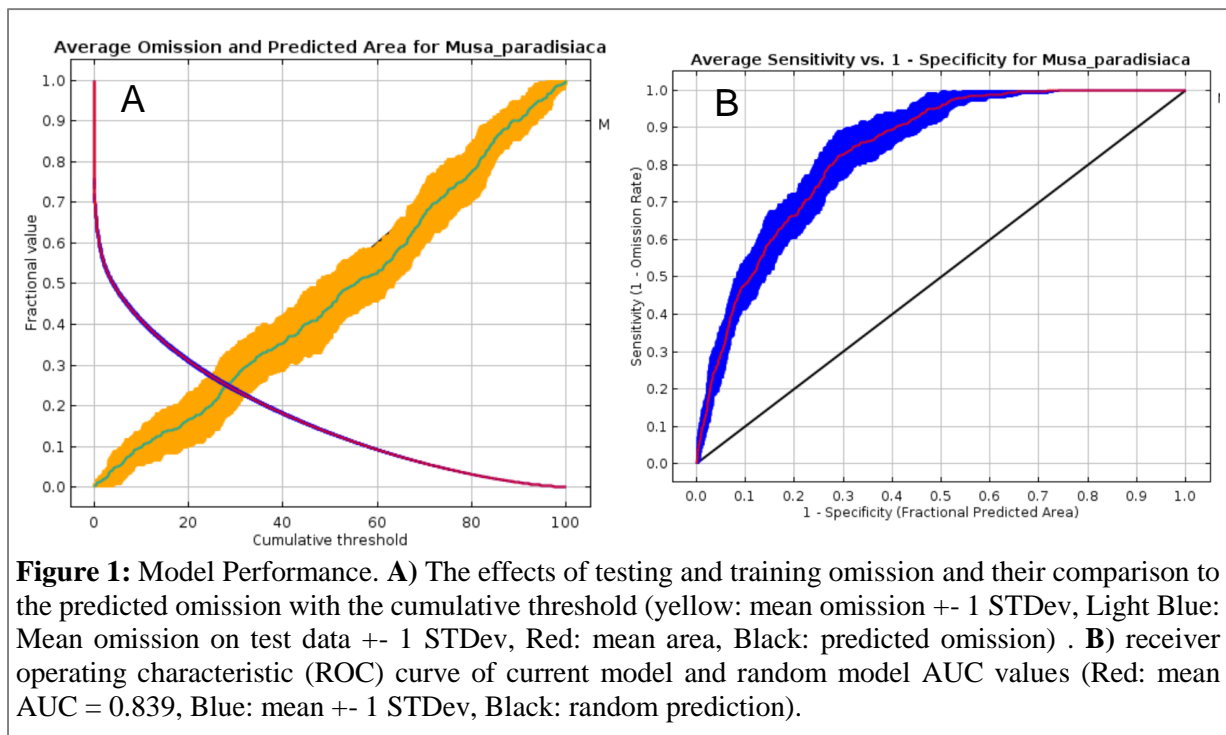 Average Omission and Predicted Area for Musa_paradisiaca
A
1.0
0.9
0.8
0.7
0.6
0.5
0.4
0.3
0.2
0.1
0.0
Fractional value
0 20 40 60 80 100
Cumulative threshold
M
Average Sensitivity vs. 1 - Specificity for Musa_paradisiaca
B
1.0
0.9
0.8
0.7
0.6
0.5
0.4
0.3
0.2
0.1
0.0
Sensitivity (1 - Omission Rate)
0.0 0.1 0.2 0.3 0.4 0.5 0.6 0.7 0.8 0.9 1.0
1 - Specificity (Fractional Predicted Area)
Figure 1: Model Performance. A) The effects of testing and training omission and their comparison to
the predicted omission with the cumulative threshold (yellow: mean omission +- 1 STDev, Light Blue:
Mean omission on test data +- 1 STDev, Red: mean area, Black: predicted omission) . B) receiver
operating characteristic (ROC) curve of current model and random model AUC values (Red: mean
AUC = 0.839, Blue: mean +- 1 STDev, Black: random prediction).